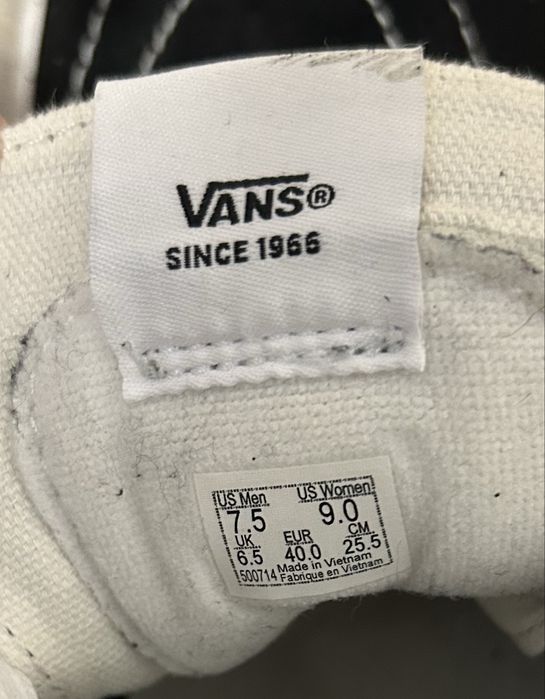 VANS®
SINCE 1966
US Men US Women
7.5 9.0
UK EUR CM
6.5 40.0 25.5
500714 Made in Vietnam
Fabrique en Vietnam